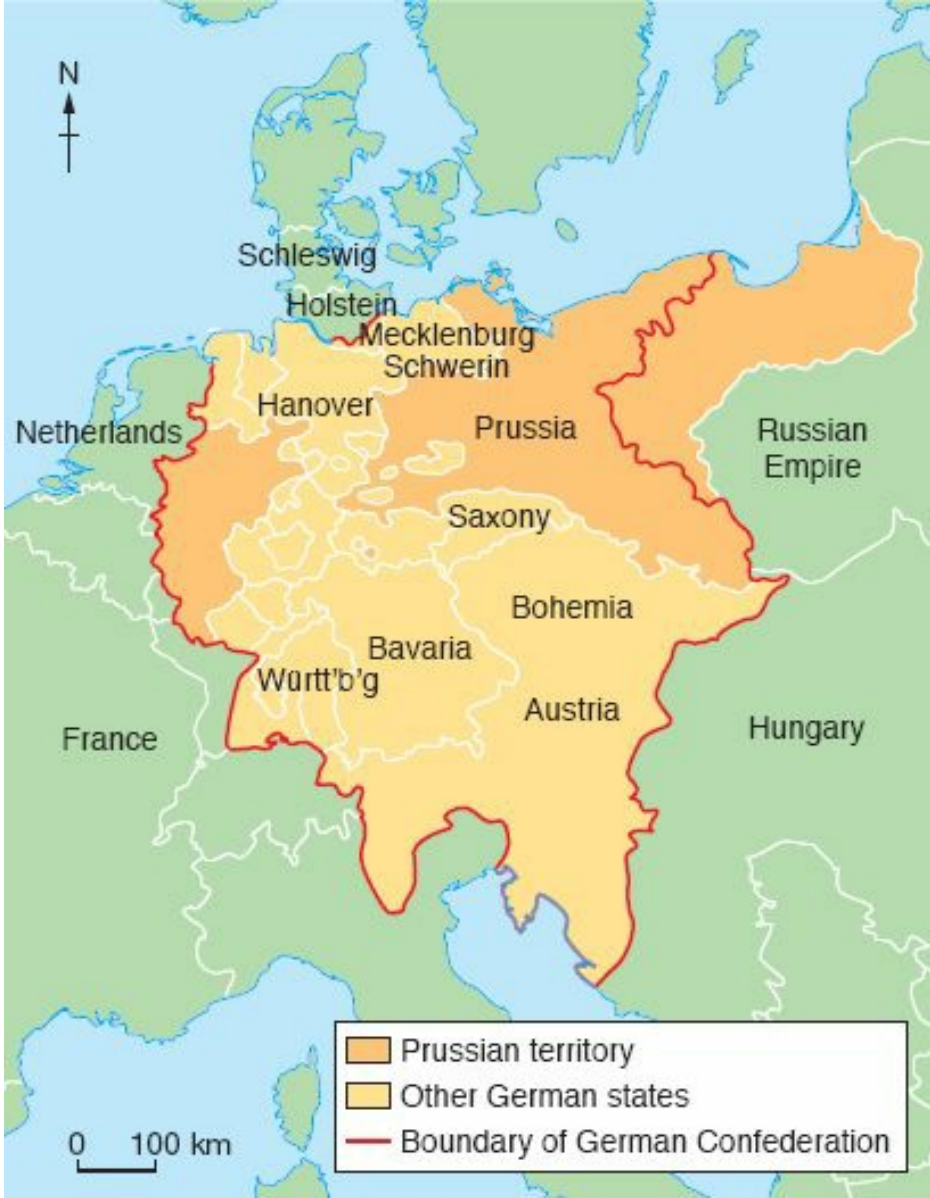 N
Schleswig
Holstein
Mecklenburg
Schwerin
Hanover
Netherlands
Prussia
Russian
Empire
Saxony
Bohemia
Bavaria
Württ'b'g
Austria
France
Hungary
Prussian territory
Other German states
Boundary of German Confederation
0 100 km